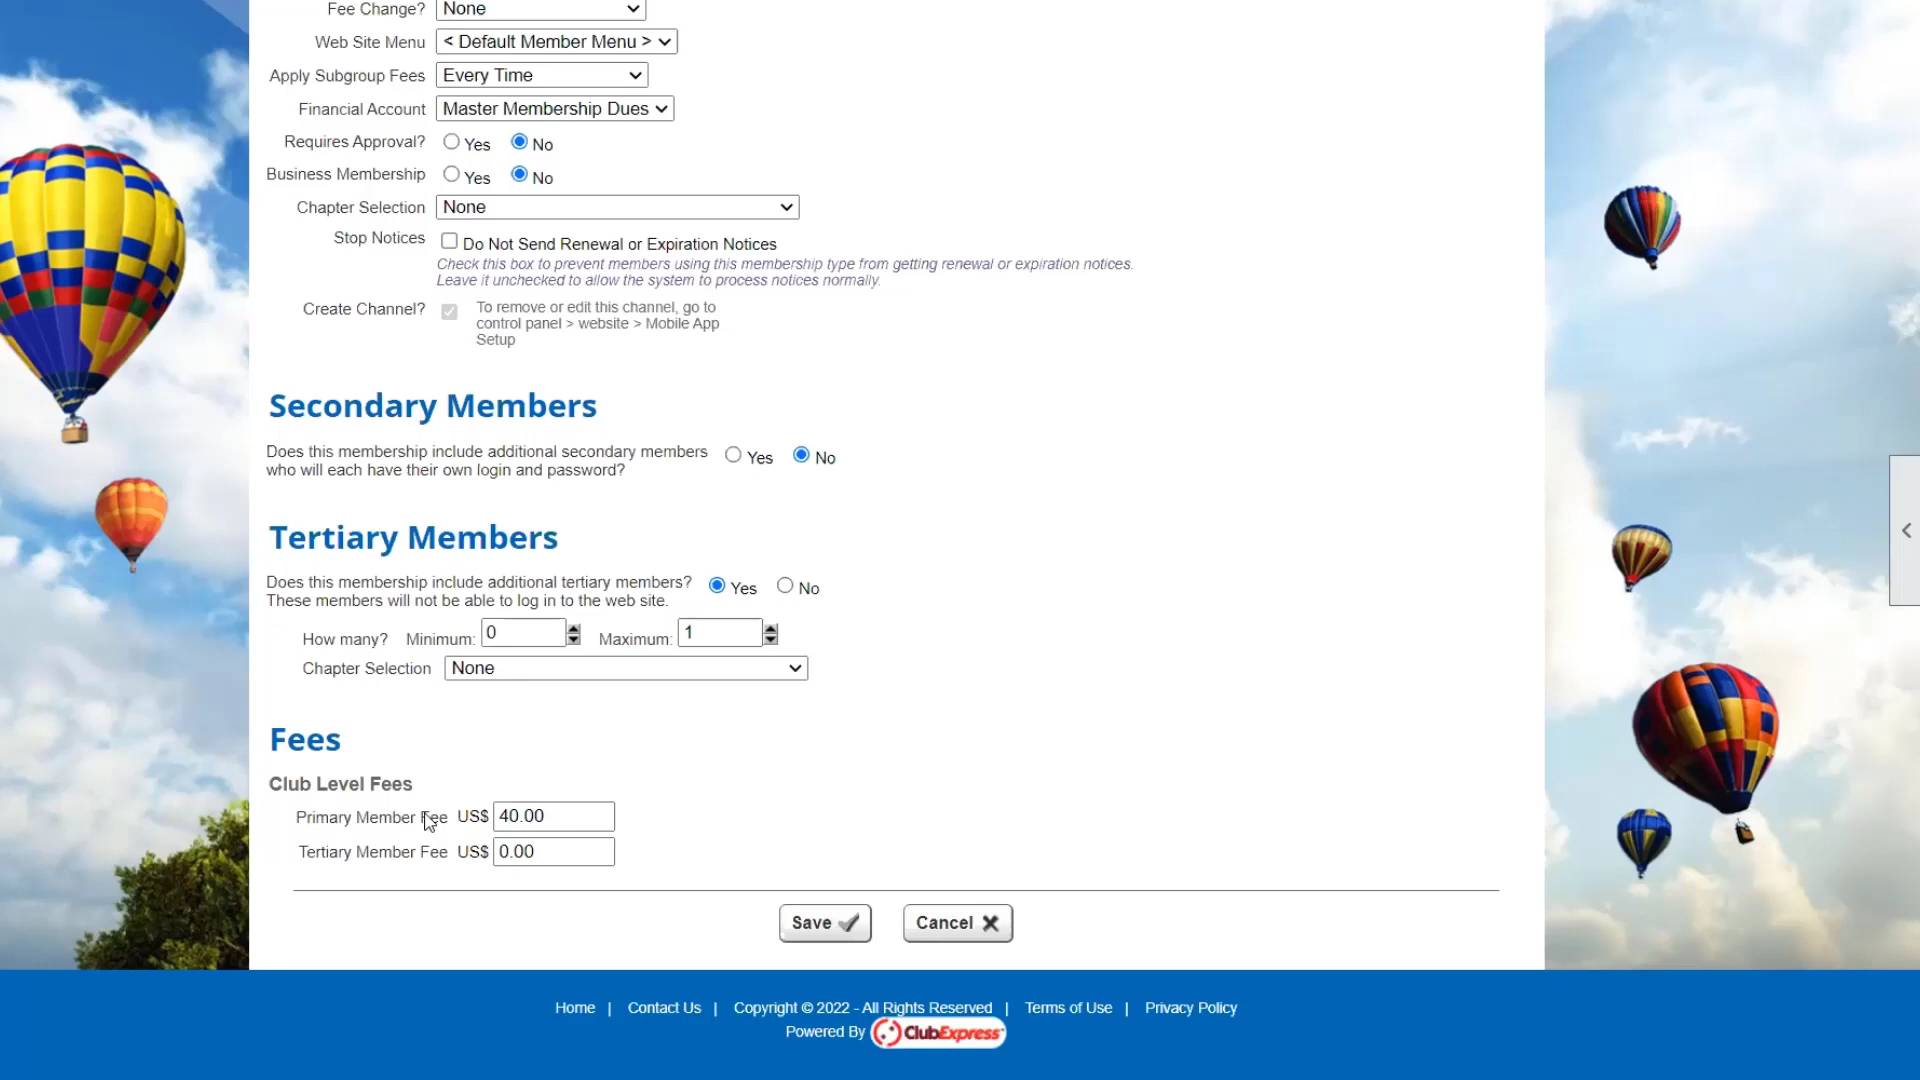 Fee Change? None
Web Site Menu < Default Member Menu >
Apply Subgroup Fees Every Time
Financial Account Master Membership Dues
Requires Approval? Yes No
Business Membership Yes No
Chapter Selection None
Stop Notices Do Not Send Renewal or Expiration Notices
Check this box to prevent members using this membership type from getting renewal or expiration notices.
Leave it unchecked to allow the system to process notices normally.
Create Channel? To remove or edit this channel, go to
control panel > website > Mobile App
Setup
Secondary Members
Does this membership include additional secondary members
who will each have their own login and password? Yes No
Tertiary Members
Does this membership include additional tertiary members?
These members will not be able to log in to the web site. Yes No
How many? Minimum: 0 Maximum: 1
Chapter Selection None
Fees
Club Level Fees
Primary Member Fee US$ 40.00
Tertiary Member Fee US$ 0.00
Save Cancel
Home | Contact Us | Copyright © 2022 - All Rights Reserved | Terms of Use | Privacy Policy
Powered By ClubExpress